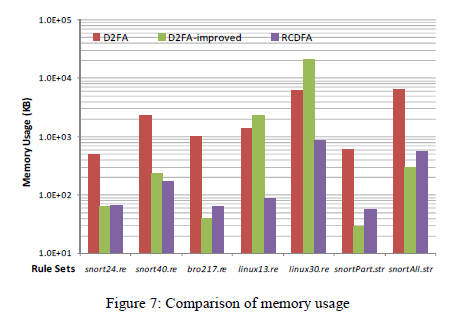 1.0E+05
D2FA D2FA-improved RCDFA
1.0E+04
1.0E+03
1.0E+02
1.0E+01
Memory Usage (KB)
Rule Sets snort24.re snort40.re bro217.re linux13.re linux30.re snortPart.str snortAll.str
Figure 7: Comparison of memory usage